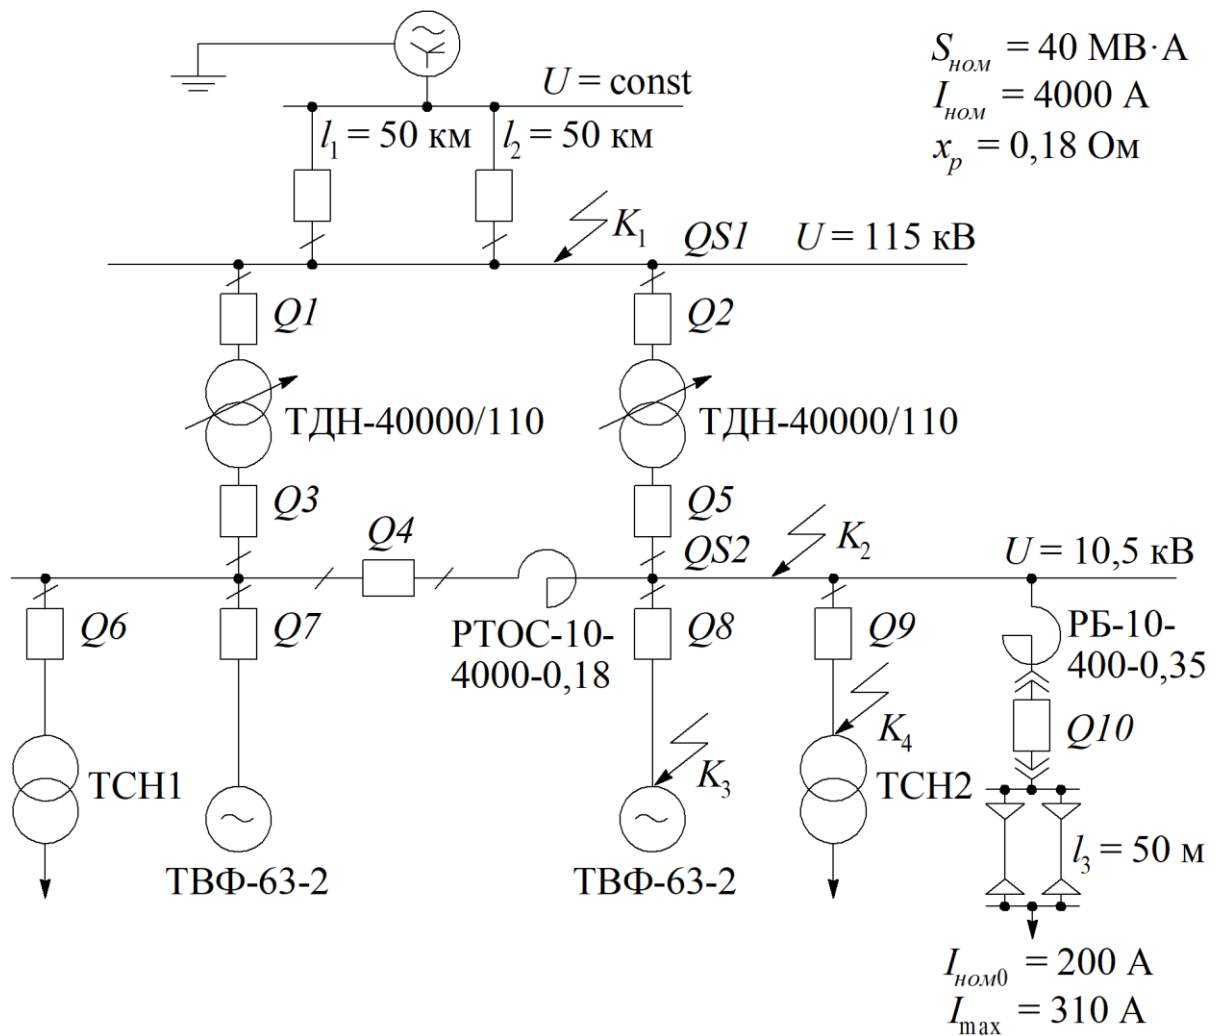 S_ном = 40 МВ·А
I_ном = 4000 А
x_р = 0,18 Ом
U = const
l₁ = 50 км
l₂ = 50 км
K₁
QS1
U = 115 кВ
Q1
Q2
ТДН-40000/110
ТДН-40000/110
Q3
Q5
Q4
QS2
K₂
U = 10,5 кВ
Q6
Q7
РТОС-10-
4000-0,18
Q8
Q9
РБ-10-
400-0,35
K₃
K₄
Q10
ТСН1
ТСН2
l₃ = 50 м
ТВФ-63-2
ТВФ-63-2
I_ном0 = 200 А
I_max = 310 А